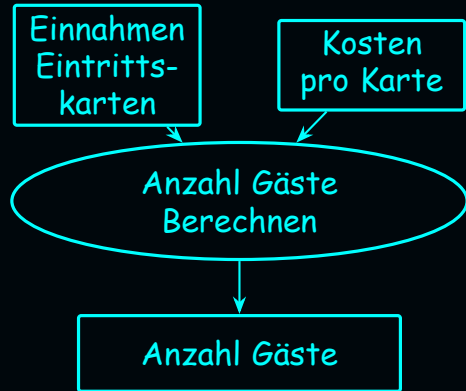 Einnahmen
Eintritts-
karten
Kosten
pro Karte
Anzahl Gäste
Berechnen
Anzahl Gäste